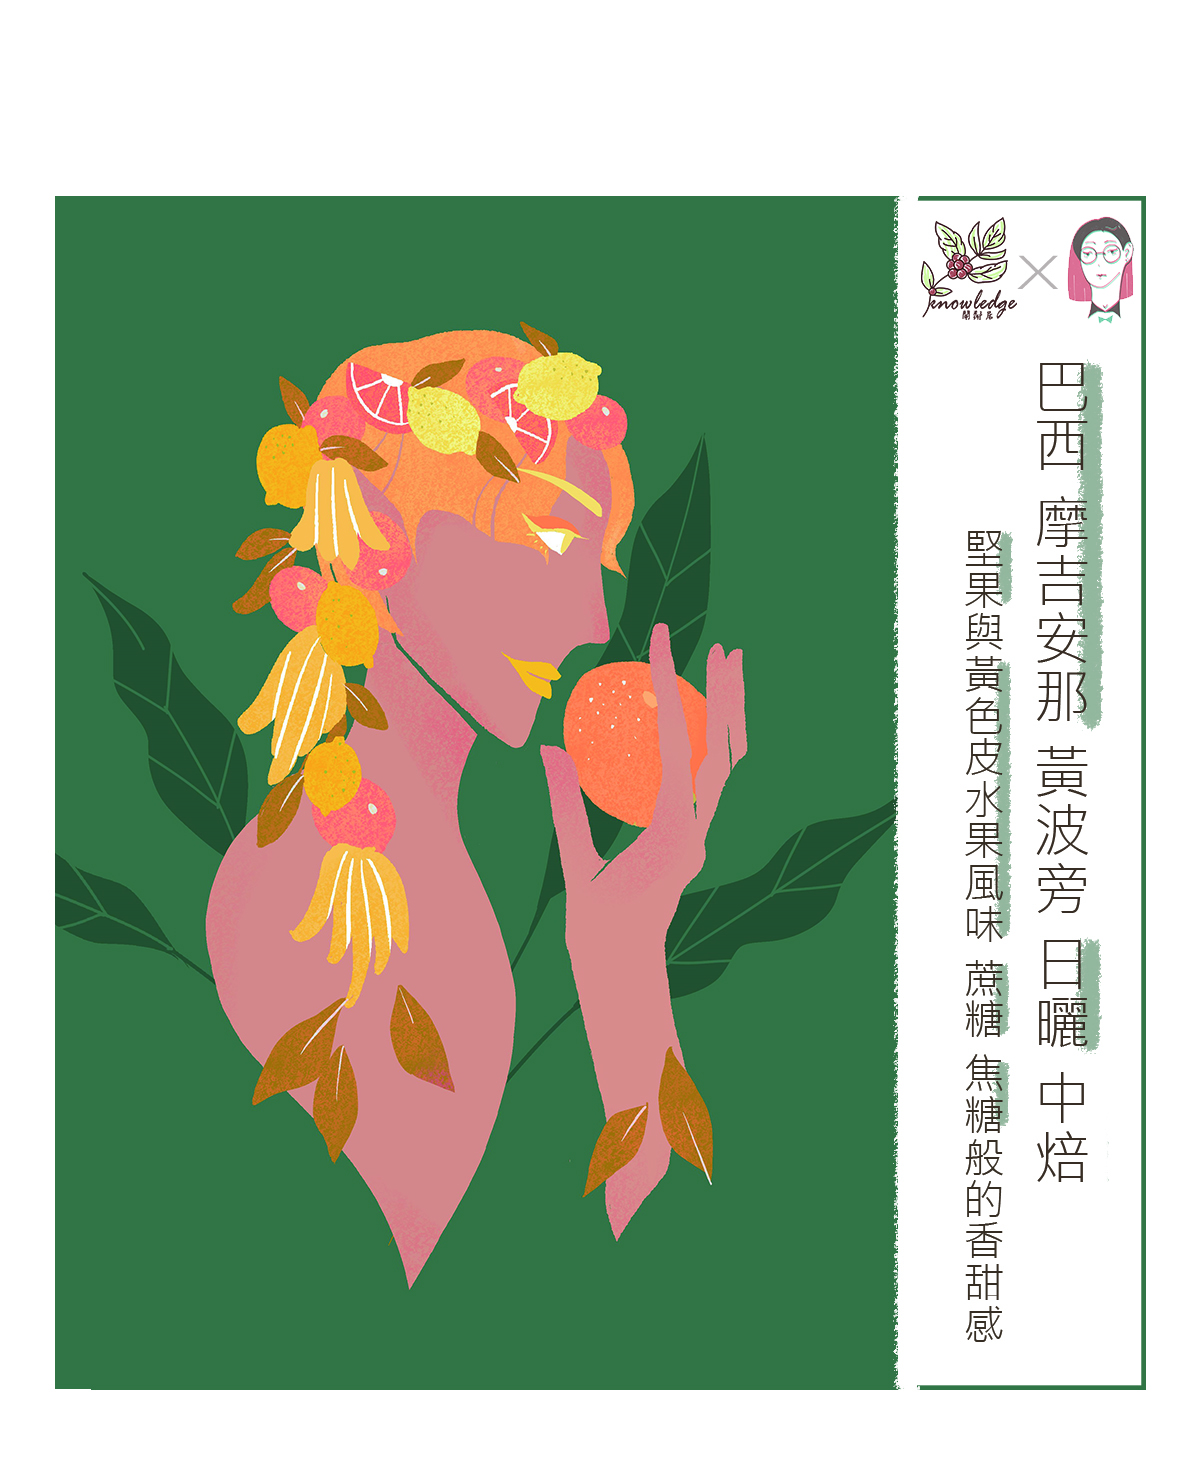 knowledge
巴西 摩吉安那 黃波旁 日曬 中焙
堅果與黃色皮水果風味 蔗糖 焦糖般的香甜感